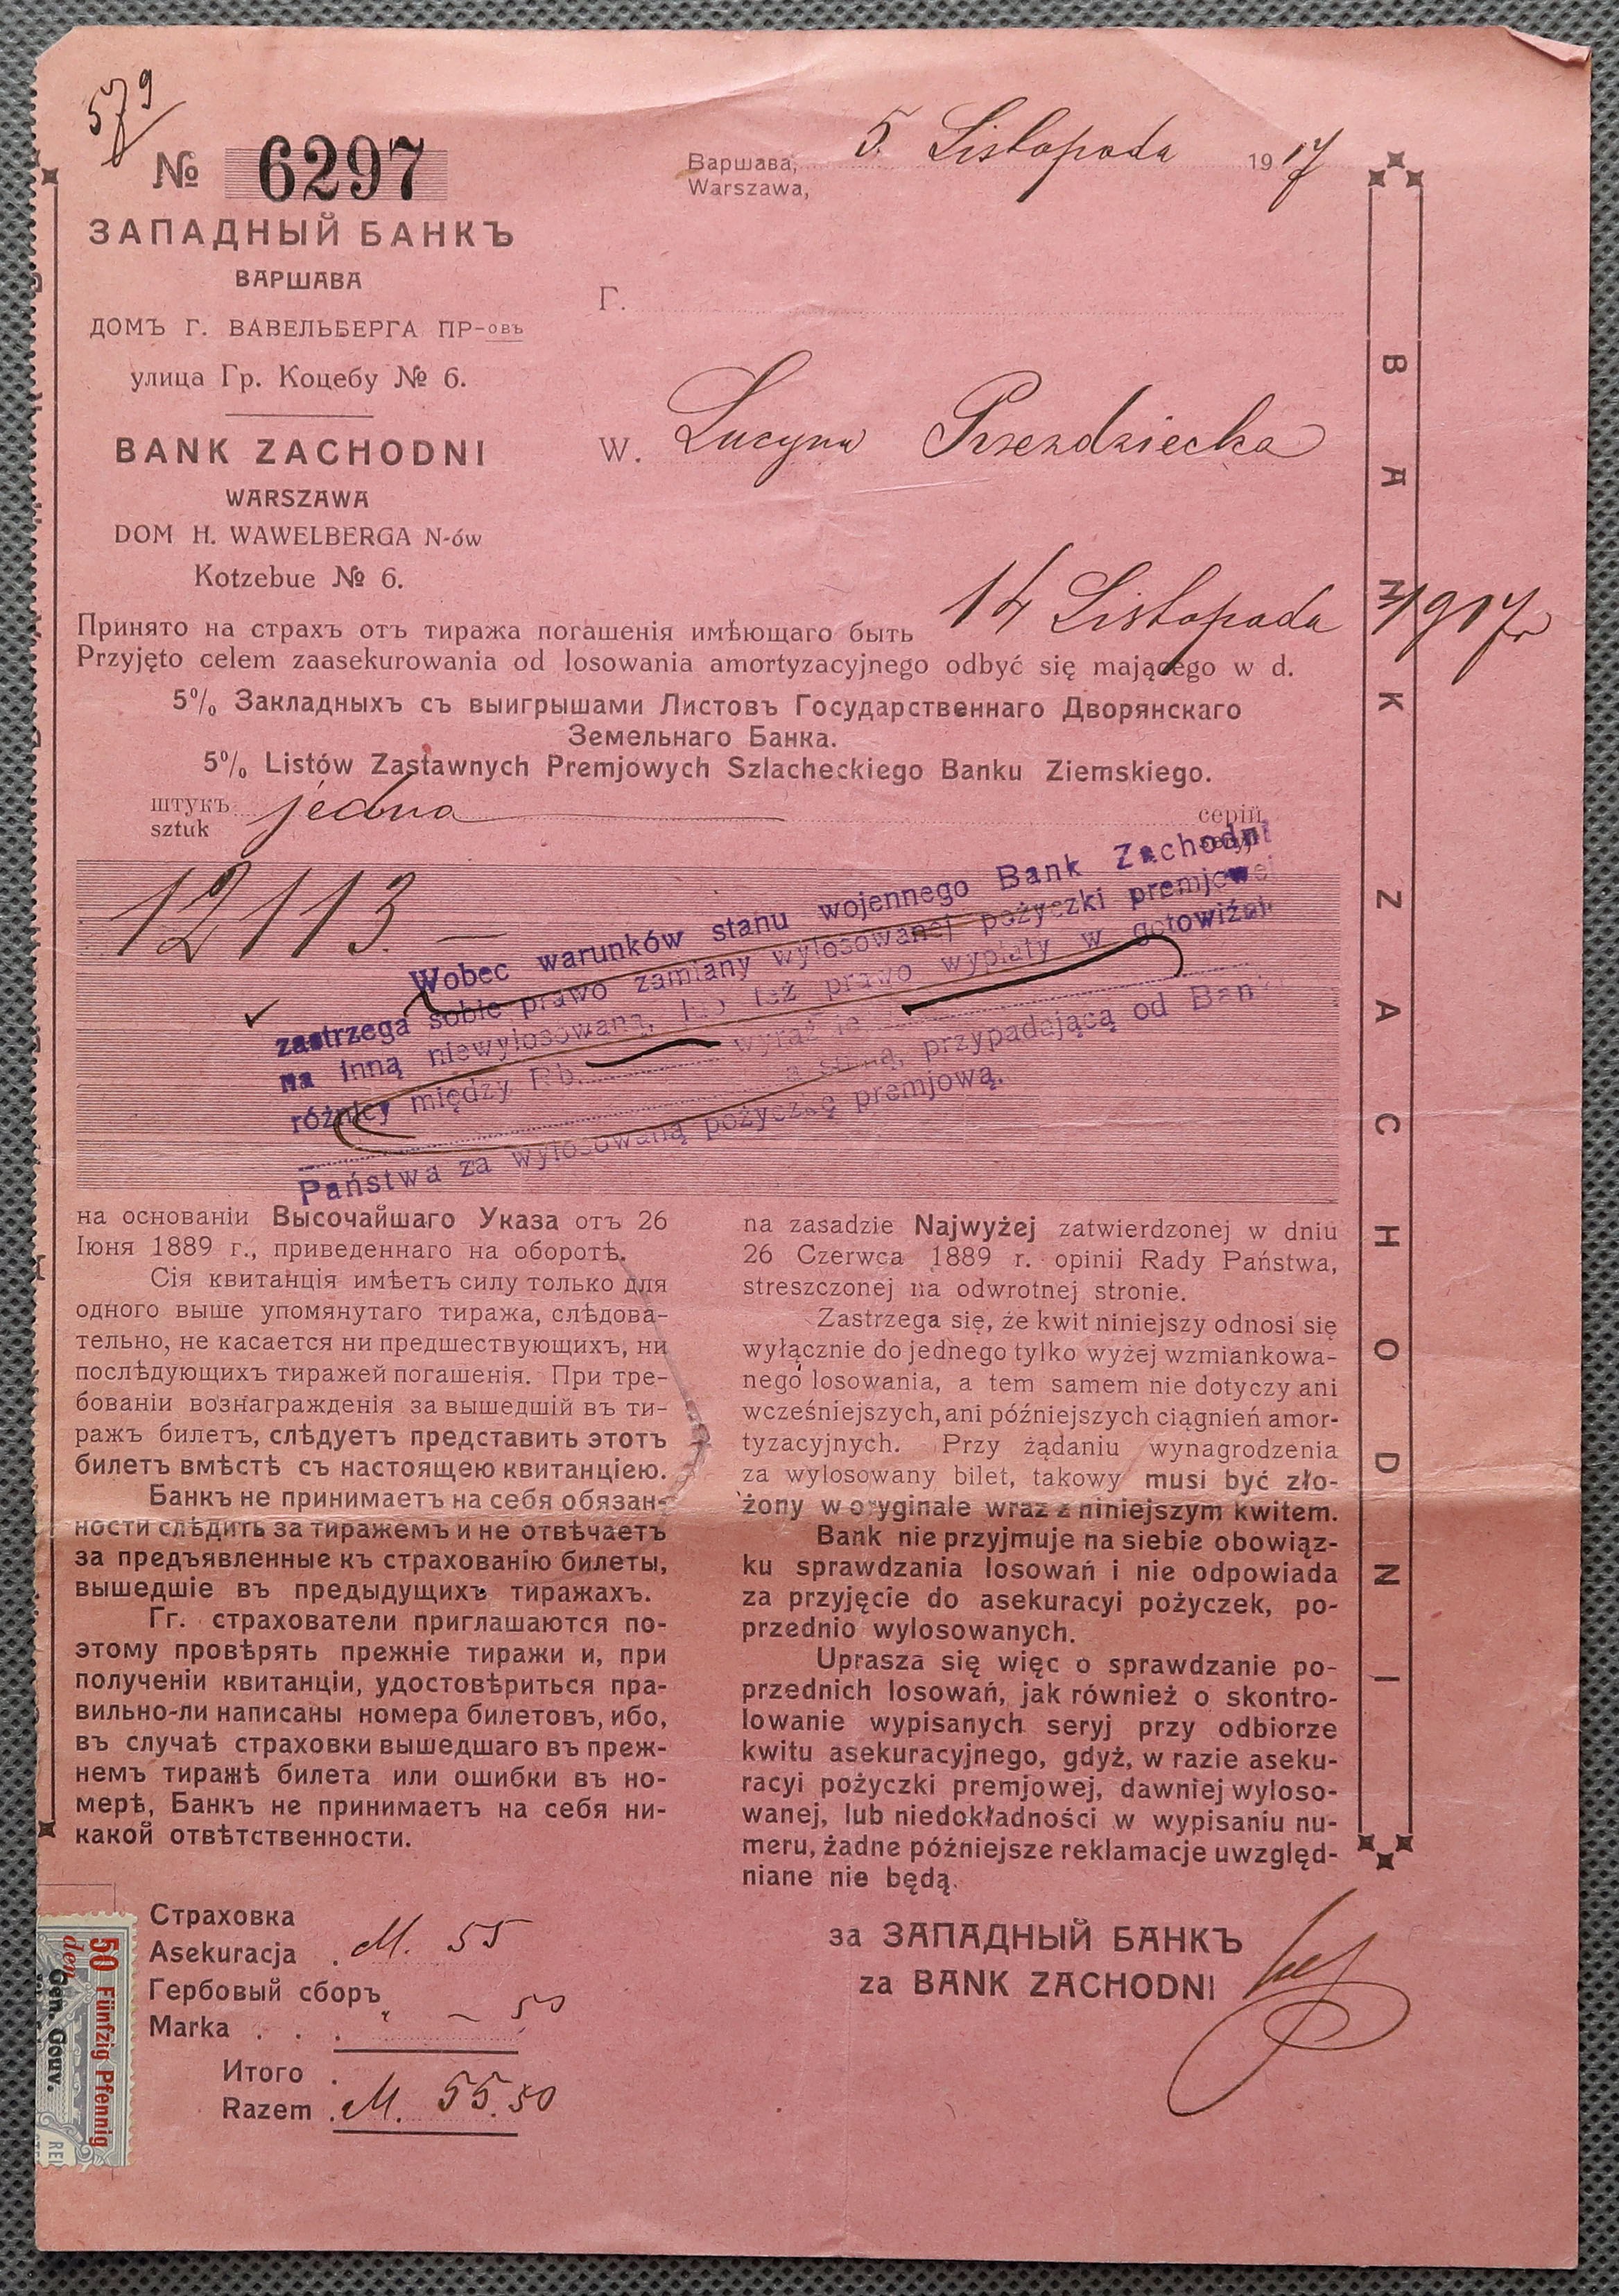 579
№ 6297
Варшава, 5. Listopada 1917
Warszawa,
ЗАПАДНЫЙ БАНКЪ
ВАРШАВА
ДОМЪ Г. ВАВЕЛЬБЕРГА ПР-овъ
улица Гр. Коцебу № 6.
Г.
BANK ZACHODNI
WARSZAWA
DOM H. WAWELBERGA N-ów
Kotzebue № 6.
W. Lucyna Przezdziecka
14 Listopada 1917 r
Принято на страхъ отъ тиража погашенія имѣющаго быть
Przyjęto celem zaasekurowania od losowania amortyzacyjnego odbyć się mającego w d.
5% Закладныхъ съ выигрышами Листовъ Государственнаго Дворянскаго
Земельнаго Банка.
5% Listów Zastawnych Premjowych Szlacheckiego Banku Ziemskiego.
штукъ jedna серій
sztuk seryj
12113. —
Wobec warunków stanu wojennego Bank Zachodni
zastrzega sobie prawo zamiany wylosowanej pożyczki premjowej
na inną niewylosowaną, lub też prawo wypłaty w gotowiźnie
różnicy między Rb. wyraźnie
a sumą, przypadającą od Banku
Państwa za wylosowaną pożyczkę premjową.
на основаніи Высочайшаго Указа отъ 26
Іюня 1889 г., приведеннаго на оборотѣ.
Сія квитанція имѣетъ силу только для
одного выше упомянутаго тиража, слѣдова-
тельно, не касается ни предшествующихъ, ни
послѣдующихъ тиражей погашенія. При тре-
бованіи вознагражденія за вышедшій въ ти-
ражъ билетъ, слѣдуетъ представить этотъ
билетъ вмѣстѣ съ настоящею квитанціею.
Банкъ не принимаетъ на себя обязан-
ности слѣдить за тиражемъ и не отвѣчаетъ
за предъявленные къ страхованію билеты,
вышедшіе въ предыдущихъ тиражахъ.
Гг. страхователи приглашаются по-
этому провѣрять прежніе тиражи и, при
полученіи квитанціи, удостовѣриться пра-
вильно-ли написаны номера билетовъ, ибо,
въ случаѣ страховки вышедшаго въ преж-
немъ тиражѣ билета или ошибки въ но-
мерѣ, Банкъ не принимаетъ на себя ни-
какой отвѣтственности.
na zasadzie Najwyżej zatwierdzonej w dniu
26 Czerwca 1889 r. opinii Rady Państwa,
streszczonej na odwrotnej stronie.
Zastrzega się, że kwit niniejszy odnosi się
wyłącznie do jednego tylko wyżej wzmiankowa-
nego losowania, a tem samem nie dotyczy ani
wcześniejszych, ani późniejszych ciągnień amor-
tyzacyjnych. Przy żądaniu wynagrodzenia
za wylosowany bilet, takowy musi być zło-
żony w oryginale wraz z niniejszym kwitem.
Bank nie przyjmuje na siebie obowiąz-
ku sprawdzania losowań i nie odpowiada
za przyjęcie do asekuracyi pożyczek, po-
przednio wylosowanych.
Uprasza się więc o sprawdzanie po-
przednich losowań, jak również o skontro-
lowanie wypisanych seryj przy odbiorze
kwitu asekuracyjnego, gdyż, w razie aseku-
racyi pożyczki premjowej, dawniej wyloso-
wanej, lub niedokładności w wypisaniu nu-
meru, żadne późniejsze reklamacje uwzględ-
niane nie będą.
Страховка
Asekuracja . M. 55
Гербовый сборъ
Marka . . . " — 50
Итого .
Razem . M. 55.50
за ЗАПАДНЫЙ БАНКЪ
za BANK ZACHODNI
BANK ZACHODNI
50 Fünfzig Pfennig
Gen. Gouv.